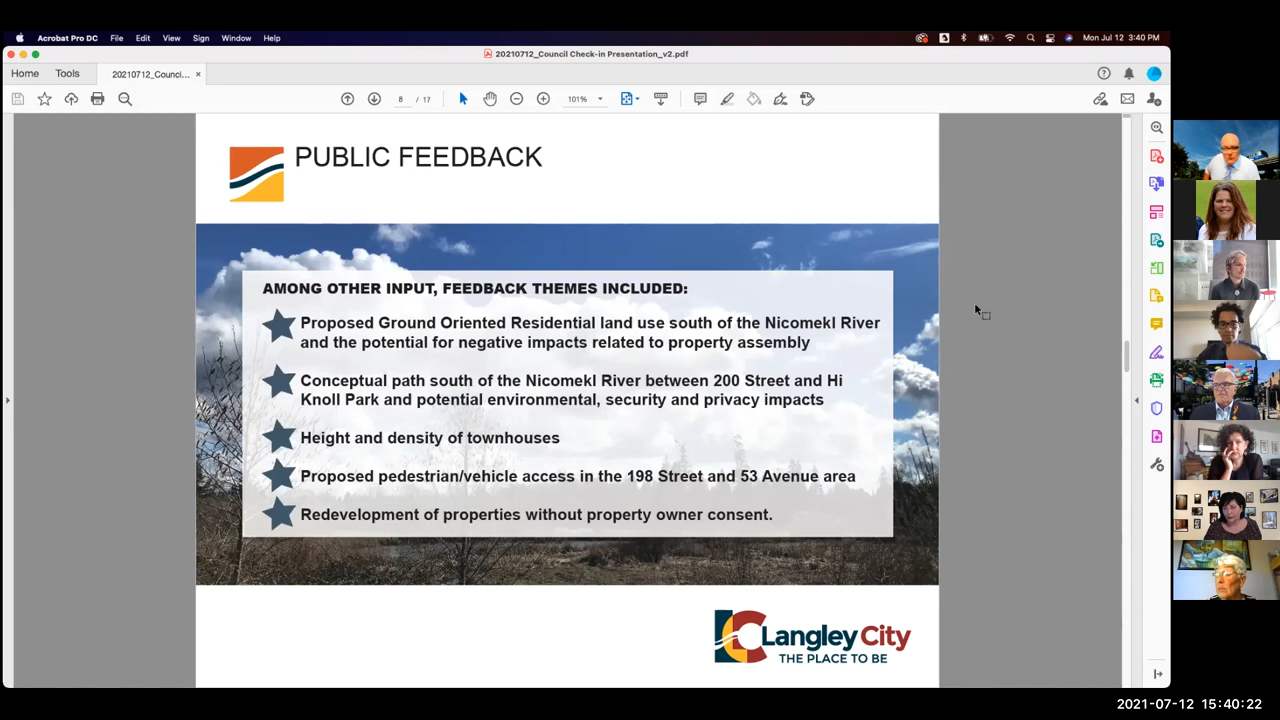 Acrobat Pro DC File Edit View Sign Window Help Mon Jul 12 3:40 PM
20210712_Council Check-in Presentation_v2.pdf
Home Tools 20210712_Counci... ×
8 / 17 101%
PUBLIC FEEDBACK
AMONG OTHER INPUT, FEEDBACK THEMES INCLUDED:
Proposed Ground Oriented Residential land use south of the Nicomekl River
and the potential for negative impacts related to property assembly
Conceptual path south of the Nicomekl River between 200 Street and Hi
Knoll Park and potential environmental, security and privacy impacts
Height and density of townhouses
Proposed pedestrian/vehicle access in the 198 Street and 53 Avenue area
Redevelopment of properties without property owner consent.
Langley City
THE PLACE TO BE
2021-07-12 15:40:22